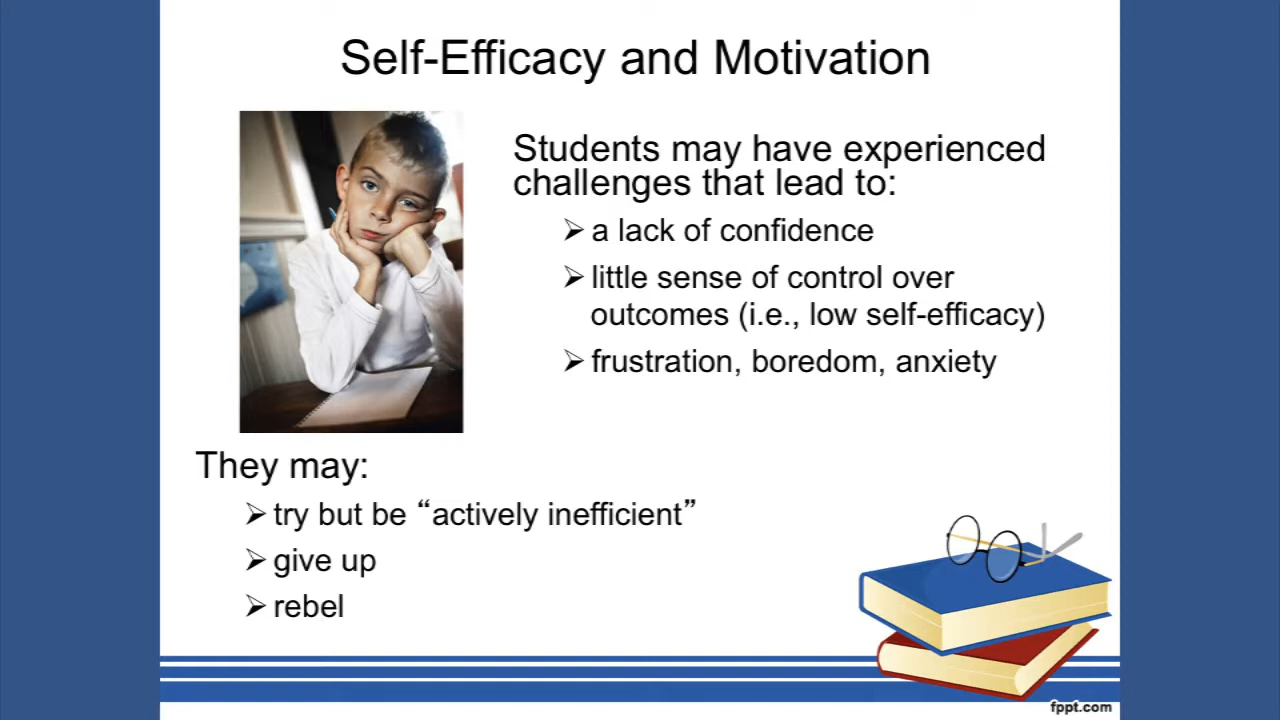 Self-Efficacy and Motivation
Students may have experienced
challenges that lead to:
➢ a lack of confidence
➢ little sense of control over
outcomes (i.e., low self-efficacy)
➢ frustration, boredom, anxiety
They may:
➢ try but be “actively inefficient”
➢ give up
➢ rebel
fppt.com